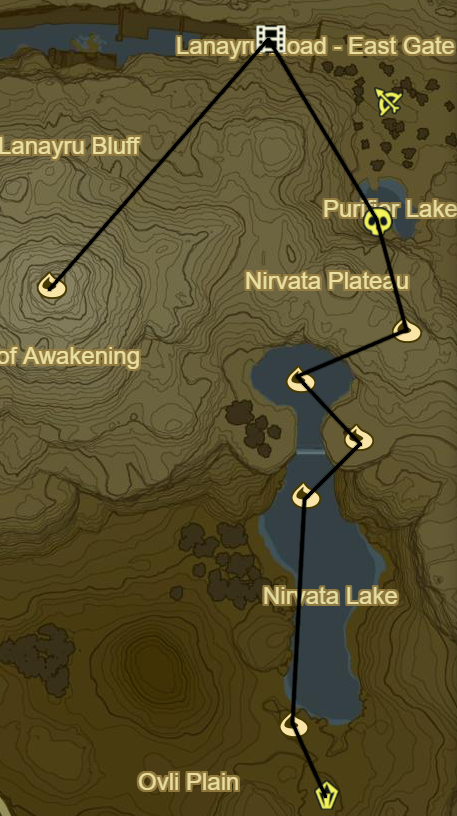 Lanayru Road - East Gate
Lanayru Bluff
Purifier Lake
Nirvata Plateau
of Awakening
Nirvata Lake
Ovli Plain